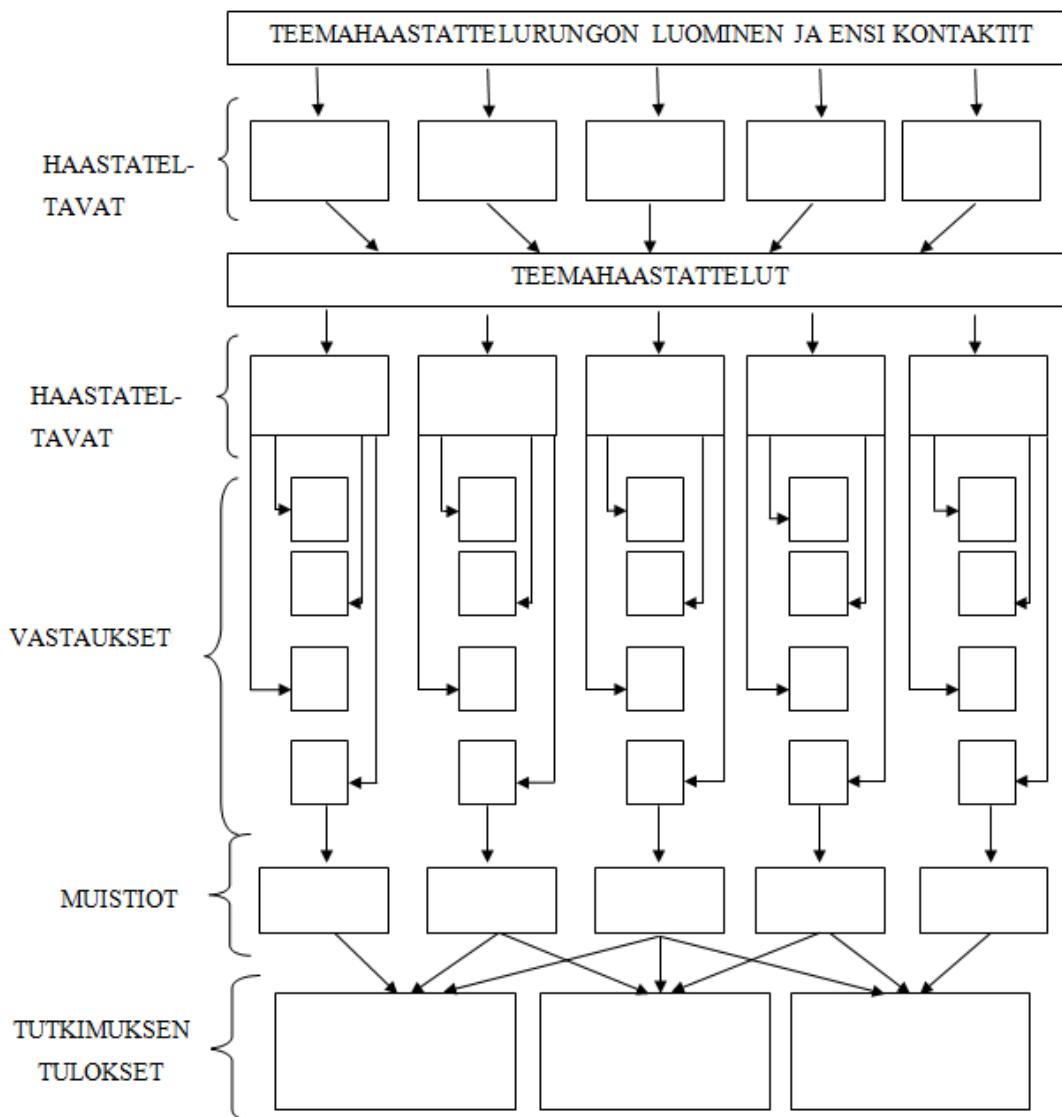 TEEMAHAASTATTELURUNGON LUOMINEN JA ENSI KONTAKTIT
HAASTATEL-
TAVAT
TEEMAHAASTATTELUT
HAASTATEL-
TAVAT
VASTAUKSET
MUISTIOT
TUTKIMUKSEN
TULOKSET